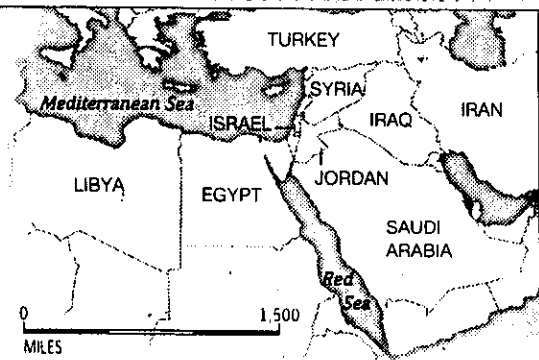 TURKEY
Mediterranean Sea
SYRIA
ISRAEL
IRAQ
IRAN
LIBYA
EGYPT
JORDAN
SAUDI
ARABIA
Red
Sea
0 1,500
MILES